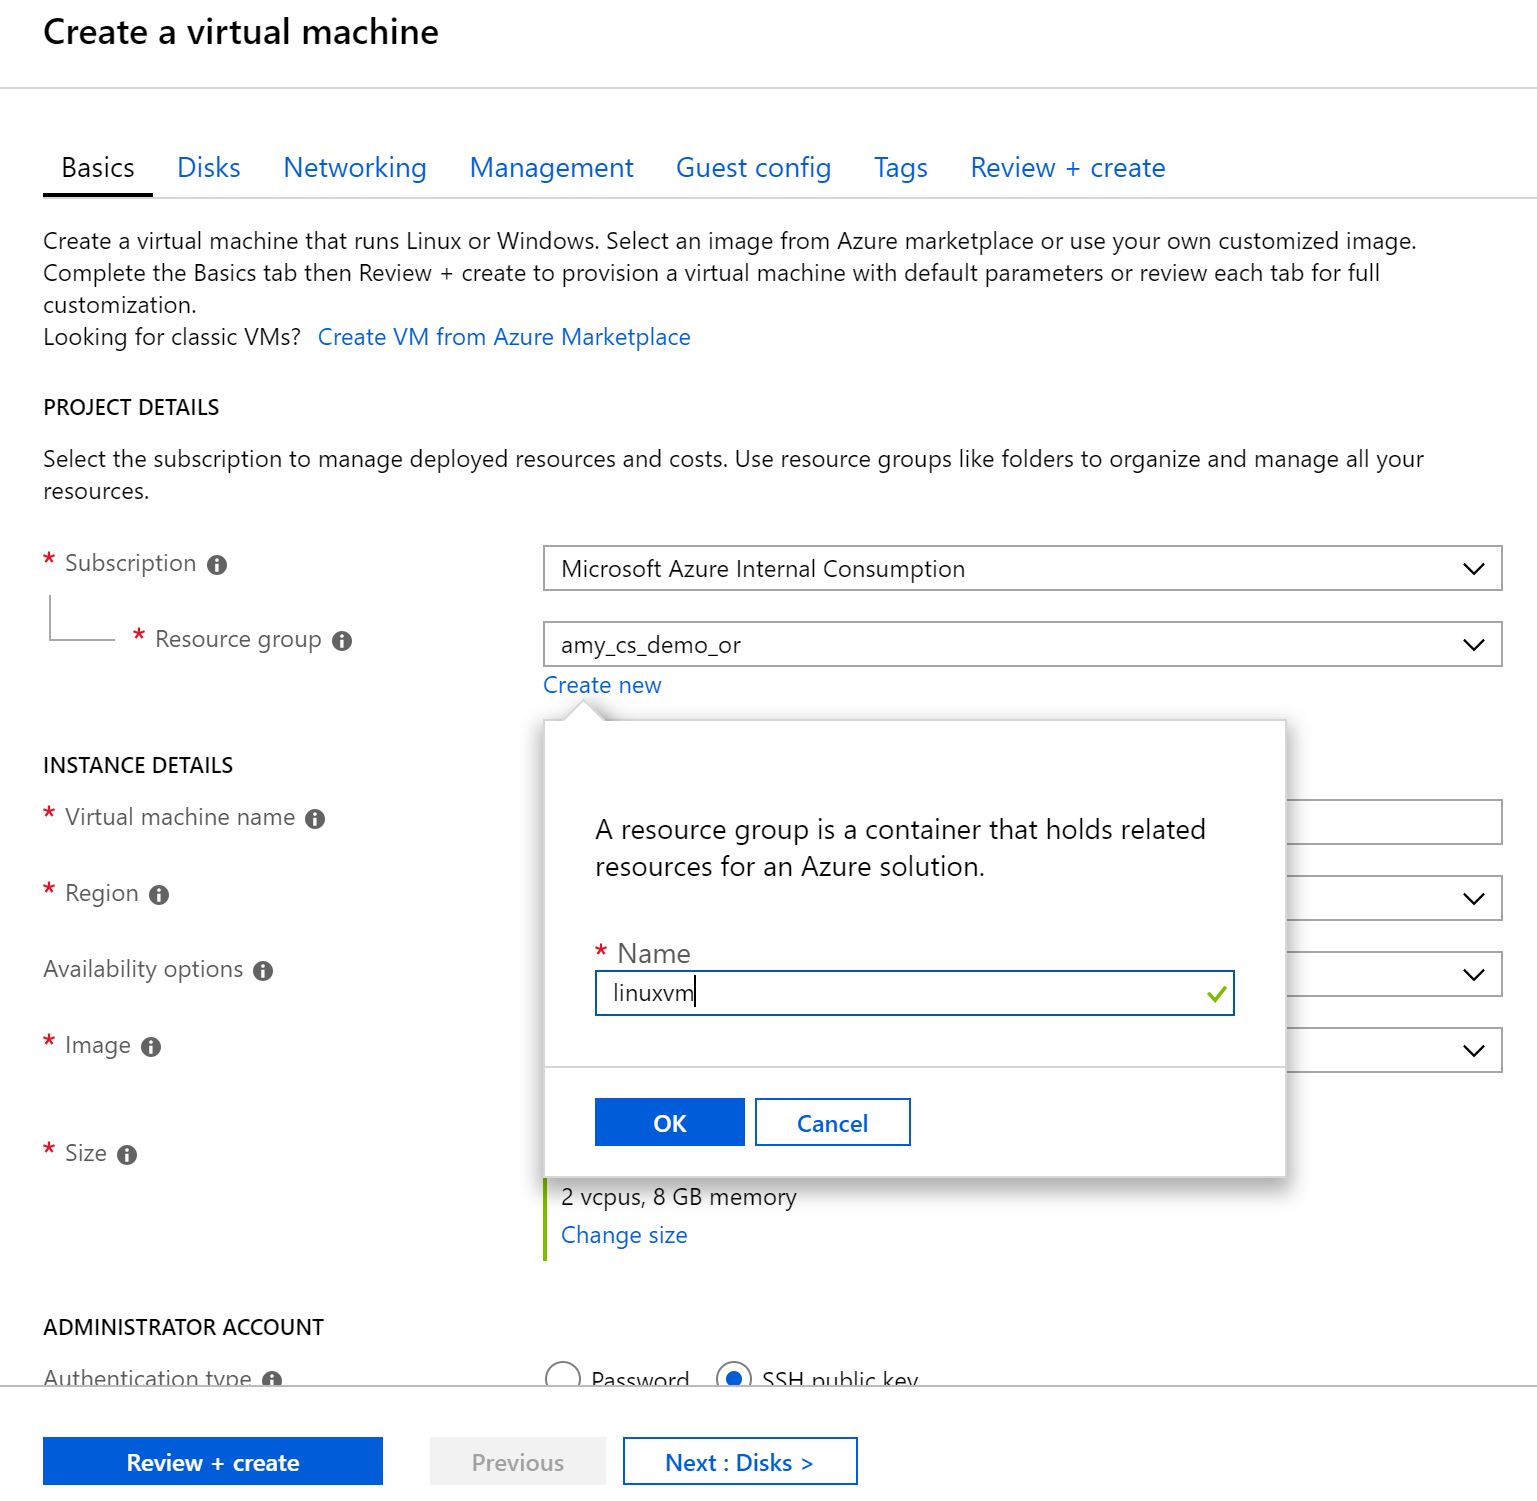 Create a virtual machine
Basics Disks Networking Management Guest config Tags Review + create
Create a virtual machine that runs Linux or Windows. Select an image from Azure marketplace or use your own customized image.
Complete the Basics tab then Review + create to provision a virtual machine with default parameters or review each tab for full
customization.
Looking for classic VMs? Create VM from Azure Marketplace
PROJECT DETAILS
Select the subscription to manage deployed resources and costs. Use resource groups like folders to organize and manage all your
resources.
* Subscription Microsoft Azure Internal Consumption
* Resource group amy_cs_demo_or
Create new
INSTANCE DETAILS
* Virtual machine name
* Region
Availability options
* Image
* Size
A resource group is a container that holds related
resources for an Azure solution.
* Name
linuxvm
OK Cancel
2 vcpus, 8 GB memory
Change size
ADMINISTRATOR ACCOUNT
Authentication type Password SSH public key
Review + create Previous Next : Disks >